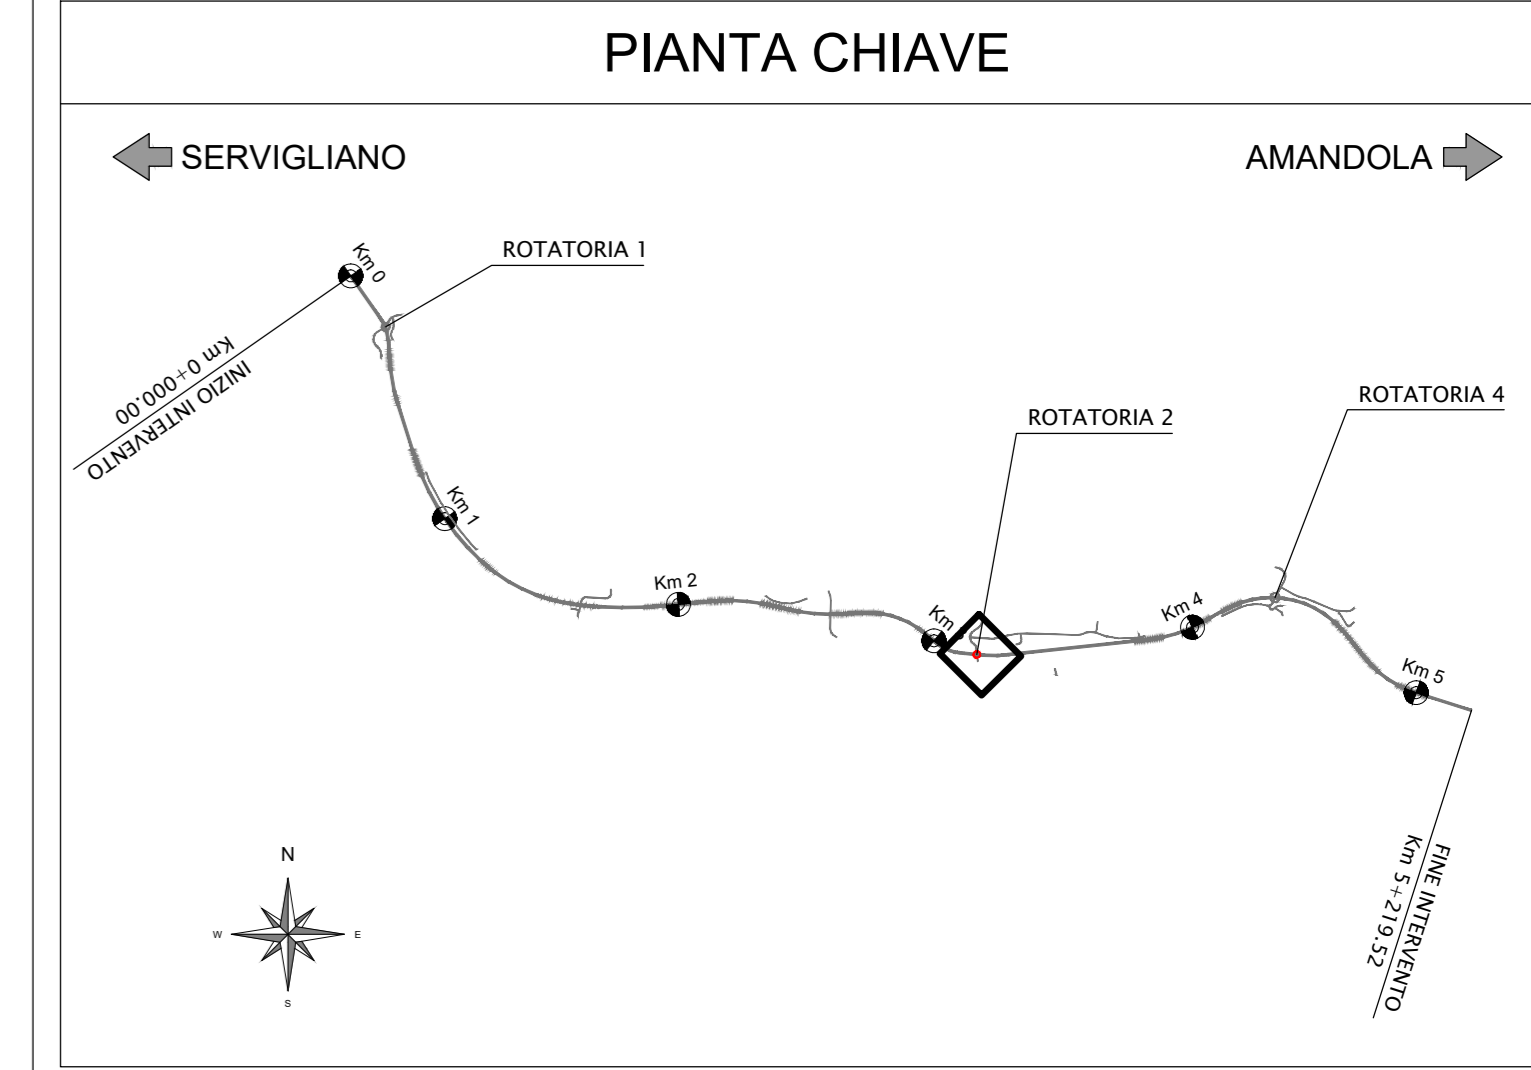 PIANTA CHIAVE
SERVIGLIANO
AMANDOLA
Km 0
ROTATORIA 1
Km 0+000.00
INIZIO INTERVENTO
ROTATORIA 4
ROTATORIA 2
Km 1
Km 2
Km
Km 4
Km 5
FINE INTERVENTO
Km 5+219.52
N
W
E
S